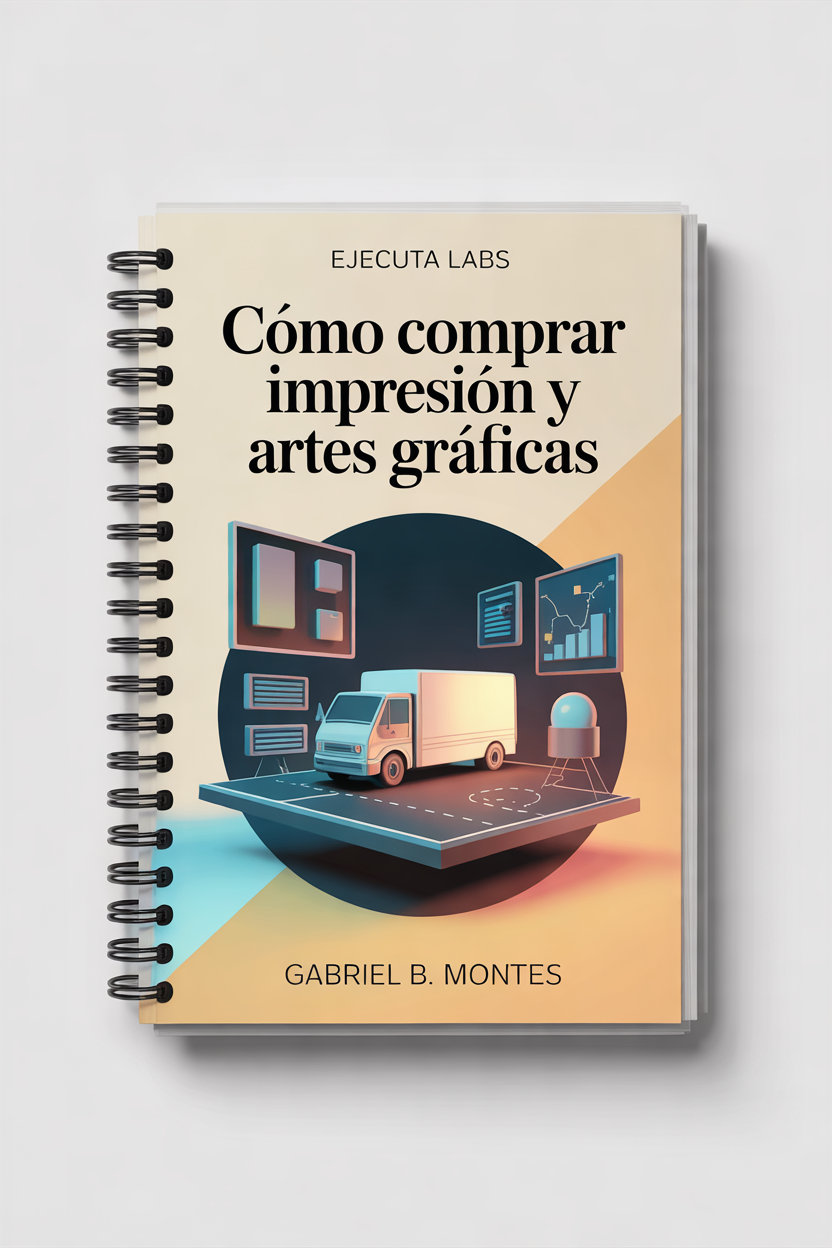 EJECUTA LABS
Cómo comprar
impresión y
artes gráficas
GABRIEL B. MONTES